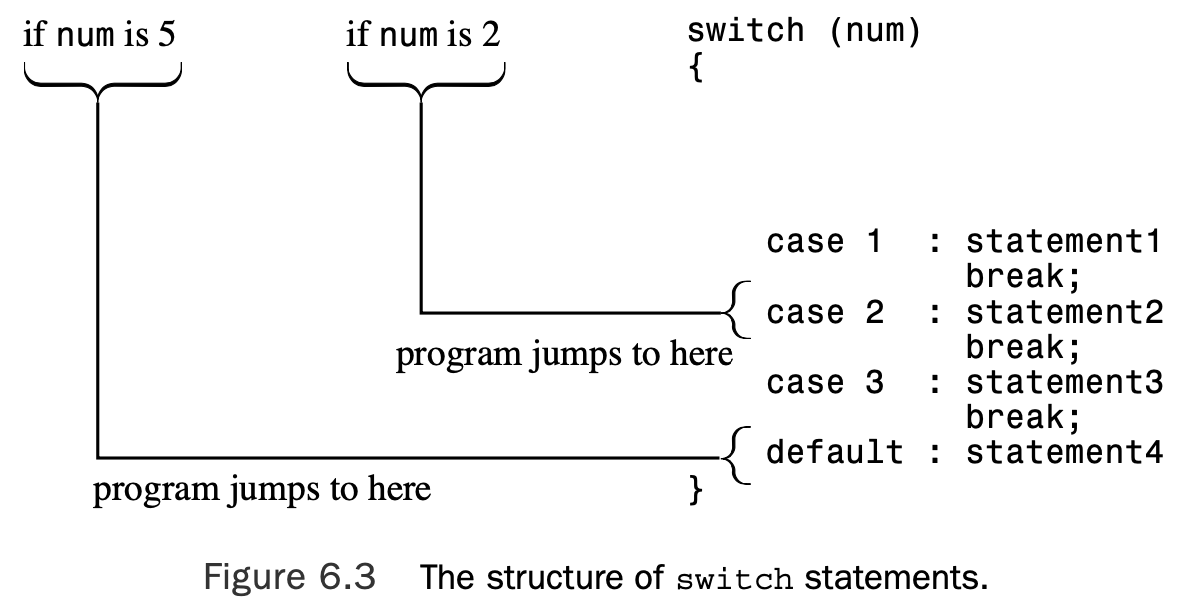 if num is 5 if num is 2 switch (num)
{
case 1 : statement1
break;
case 2 : statement2
program jumps to here break;
case 3 : statement3
break;
default : statement4
program jumps to here }
Figure 6.3 The structure of switch statements.